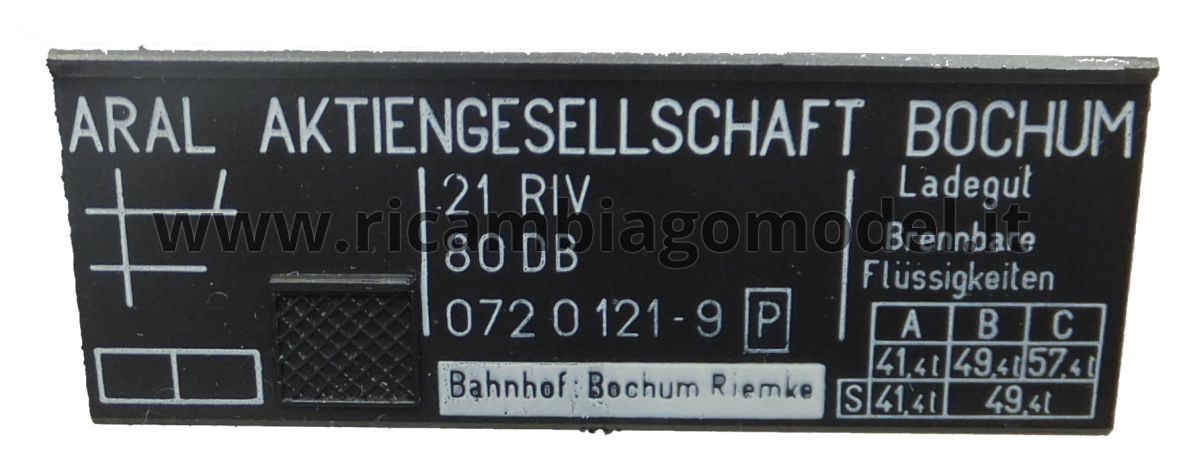 ARAL AKTIENGESELLSCHAFT BOCHUM
21 RIV
80 DB
072 0 121-9 P
Bahnhof: Bochum Riemke
Ladegut
Brennbare
Flüssigkeiten
A B C
41,4t 49,4t 57,4t
S 41,4t 49,4t
www.ricambiagomodel.it